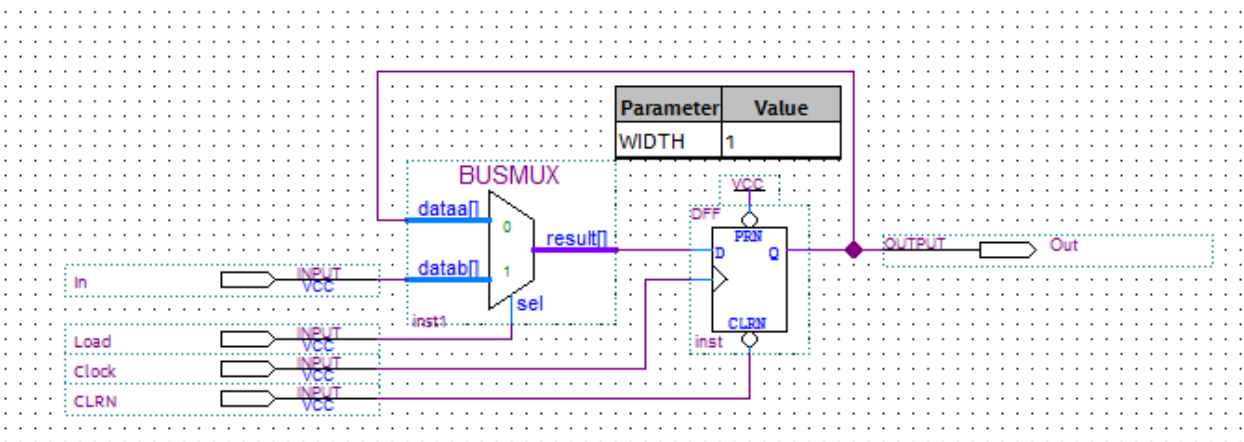 Parameter Value
WIDTH 1
BUSMUX
VCC
dataa[]
0
DFF
PRN
result[]
D Q
OUTPUT
Out
In
INPUT
VCC
datab[]
1
sel
inst1
CLRN
inst
Load
INPUT
VCC
Clock
INPUT
VCC
CLRN
INPUT
VCC